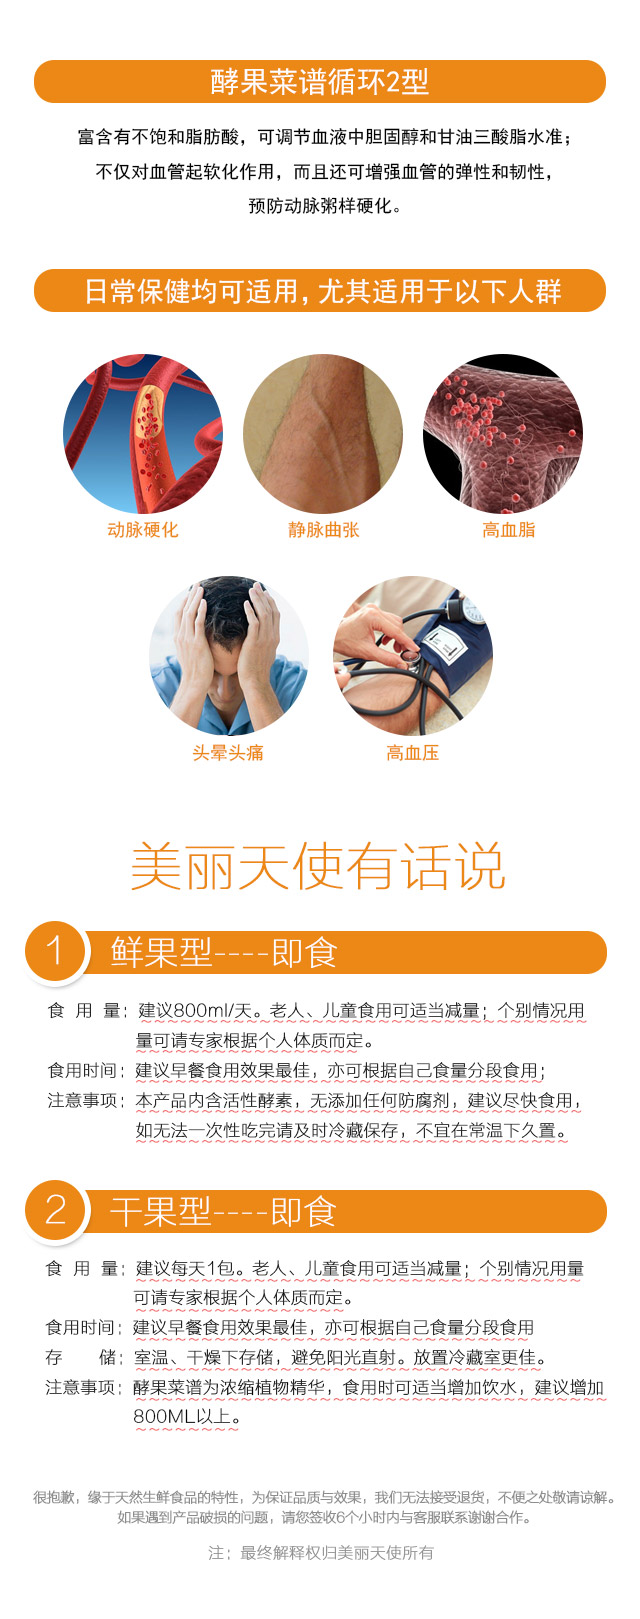 酵果菜谱循环2型
富含有不饱和脂肪酸，可调节血液中胆固醇和甘油三酸脂水准；
不仅对血管起软化作用，而且还可增强血管的弹性和韧性，
预防动脉粥样硬化。
日常保健均可适用，尤其适用于以下人群
动脉硬化 静脉曲张 高血脂
头晕头痛 高血压
美丽天使有话说
1 鲜果型----即食
食 用 量：建议800ml/天。老人、儿童食用可适当减量；个别情况用
量可请专家根据个人体质而定。
食用时间：建议早餐食用效果最佳，亦可根据自己食量分段食用；
注意事项：本产品内含活性酵素，无添加任何防腐剂，建议尽快食用，
如无法一次性吃完请及时冷藏保存，不宜在常温下久置。
2 干果型----即食
食 用 量：建议每天1包。老人、儿童食用可适当减量；个别情况用量
可请专家根据个人体质而定。
食用时间：建议早餐食用效果最佳，亦可根据自己食量分段食用
存 储：室温、干燥下存储，避免阳光直射。放置冷藏室更佳。
注意事项：酵果菜谱为浓缩植物精华，食用时可适当增加饮水，建议增加
800ML以上。
很抱歉，缘于天然生鲜食品的特性，为保证品质与效果，我们无法接受退货，不便之处敬请谅解。
如果遇到产品破损的问题，请您签收6个小时内与客服联系谢谢合作。
注：最终解释权归美丽天使所有